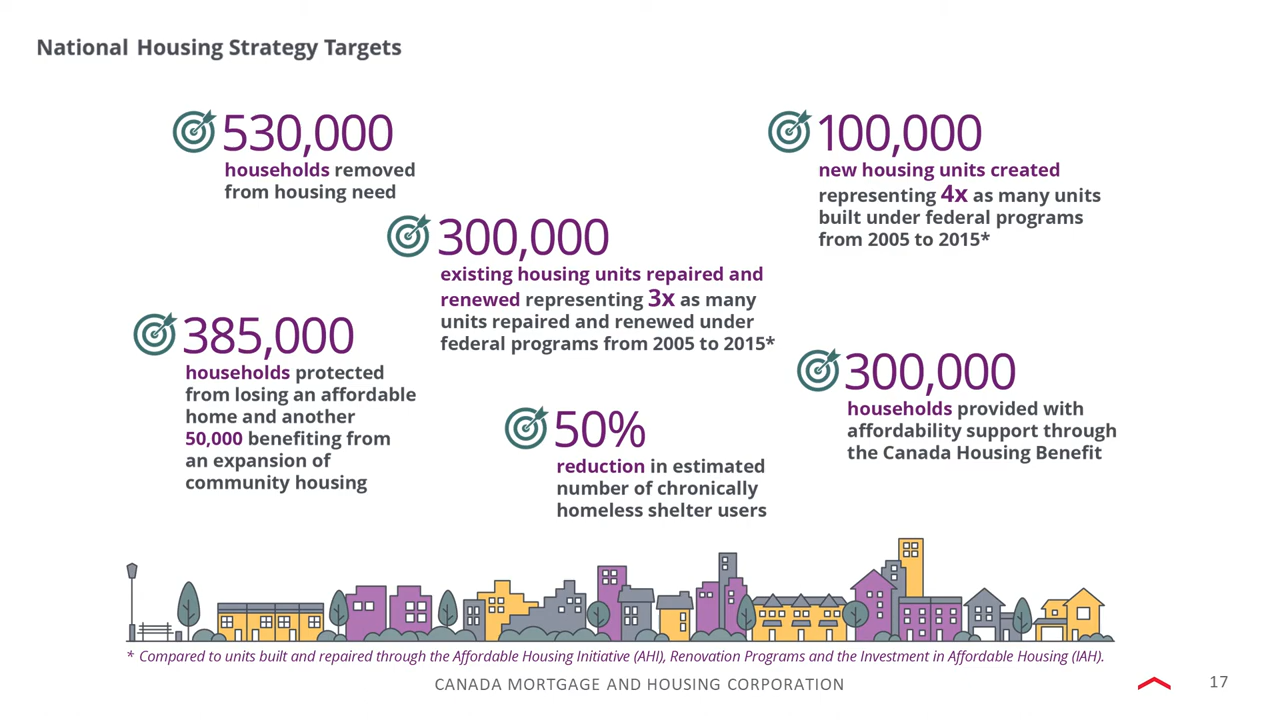 National Housing Strategy Targets
530,000
households removed
from housing need
100,000
new housing units created
representing 4x as many units
built under federal programs
from 2005 to 2015*
300,000
existing housing units repaired and
renewed representing 3x as many
units repaired and renewed under
federal programs from 2005 to 2015*
385,000
households protected
from losing an affordable
home and another
50,000 benefiting from
an expansion of
community housing
300,000
households provided with
affordability support through
the Canada Housing Benefit
50%
reduction in estimated
number of chronically
homeless shelter users
* Compared to units built and repaired through the Affordable Housing Initiative (AHI), Renovation Programs and the Investment in Affordable Housing (IAH).
CANADA MORTGAGE AND HOUSING CORPORATION
17